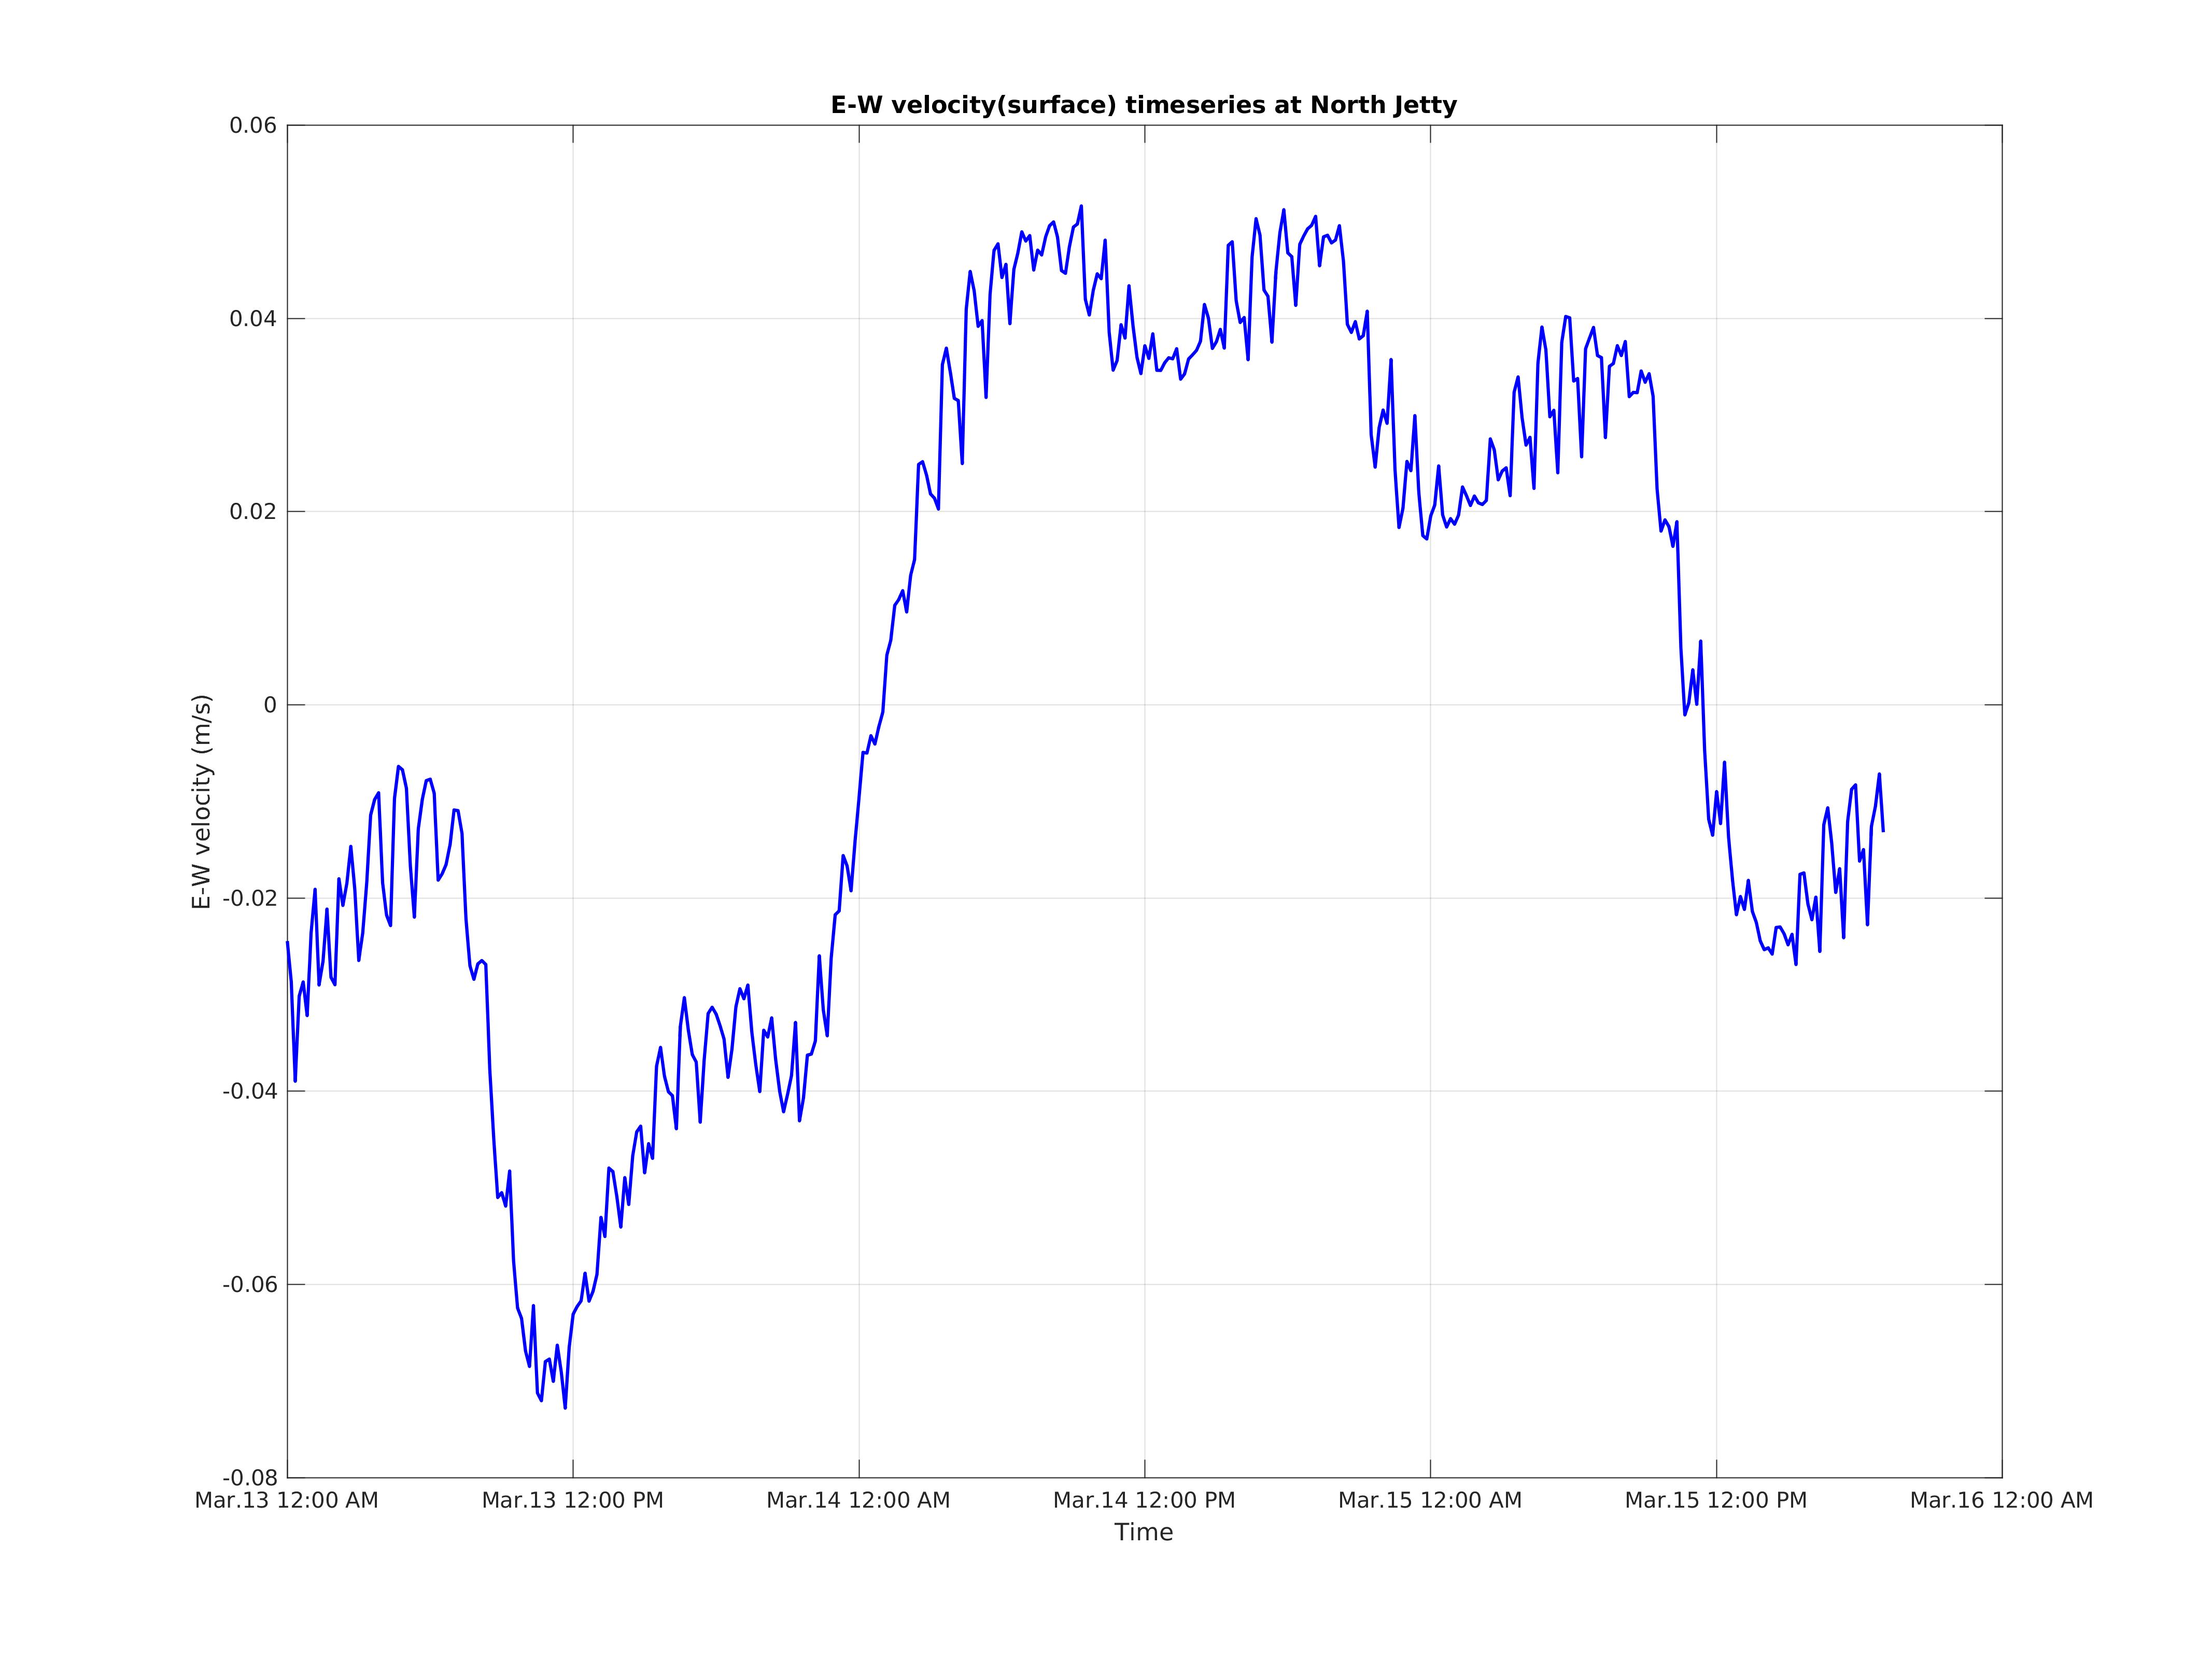 E-W velocity(surface) timeseries at North Jetty
0.06
0.04
0.02
0
-0.02
-0.04
-0.06
-0.08
E-W velocity (m/s)
Mar.13 12:00 AM
Mar.13 12:00 PM
Mar.14 12:00 AM
Mar.14 12:00 PM
Mar.15 12:00 AM
Mar.15 12:00 PM
Mar.16 12:00 AM
Time